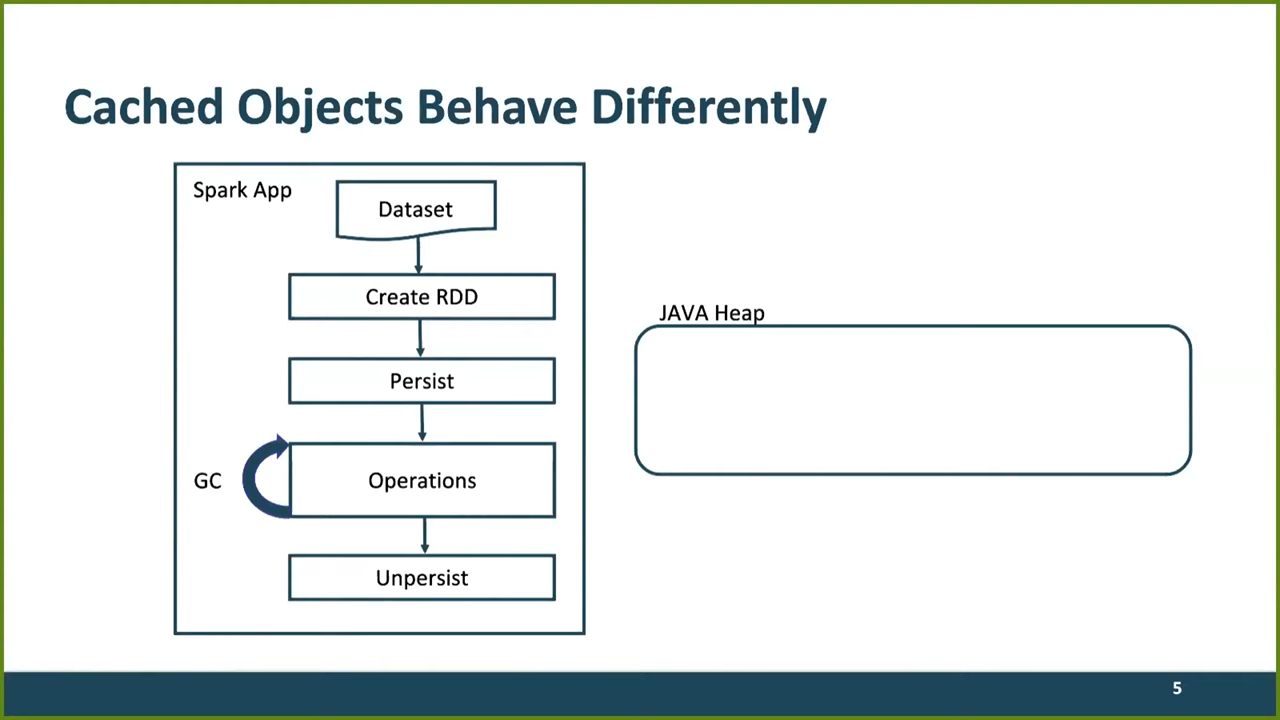 Cached Objects Behave Differently
Spark App
Dataset
Create RDD
Persist
GC
Operations
Unpersist
JAVA Heap
5